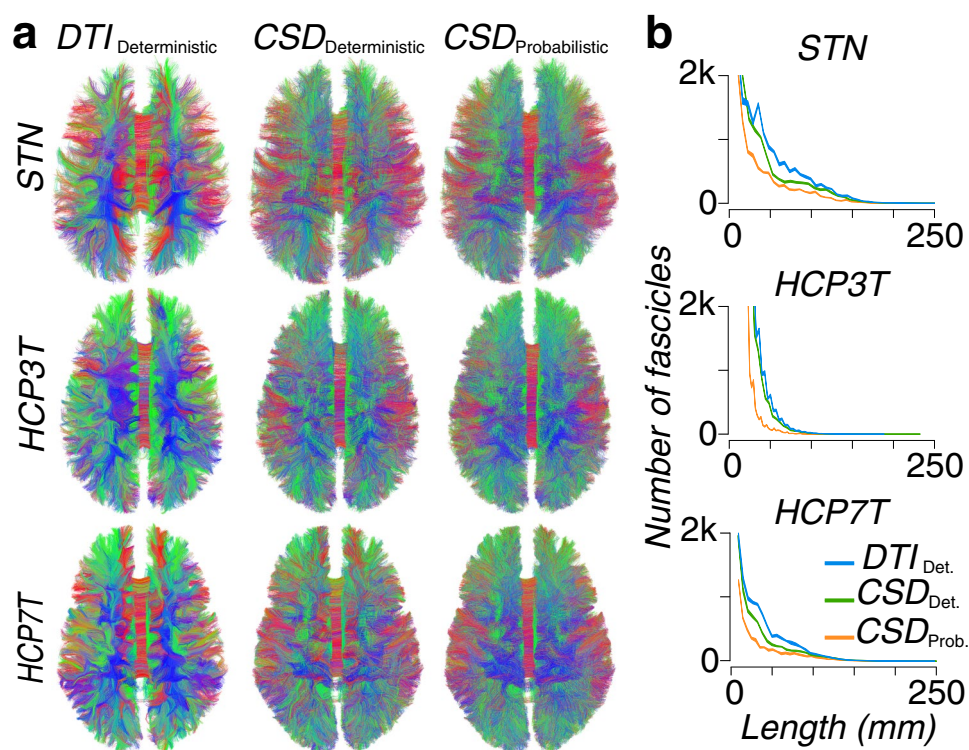 a
DTI Deterministic
CSD Deterministic
CSD Probabilistic
STN
HCP3T
HCP7T
b
STN
2k
0
0
250
HCP3T
2k
0
0
250
HCP7T
2k
0
0
250
DTI Det.
CSD Det.
CSD Prob.
Number of fascicles
Length (mm)